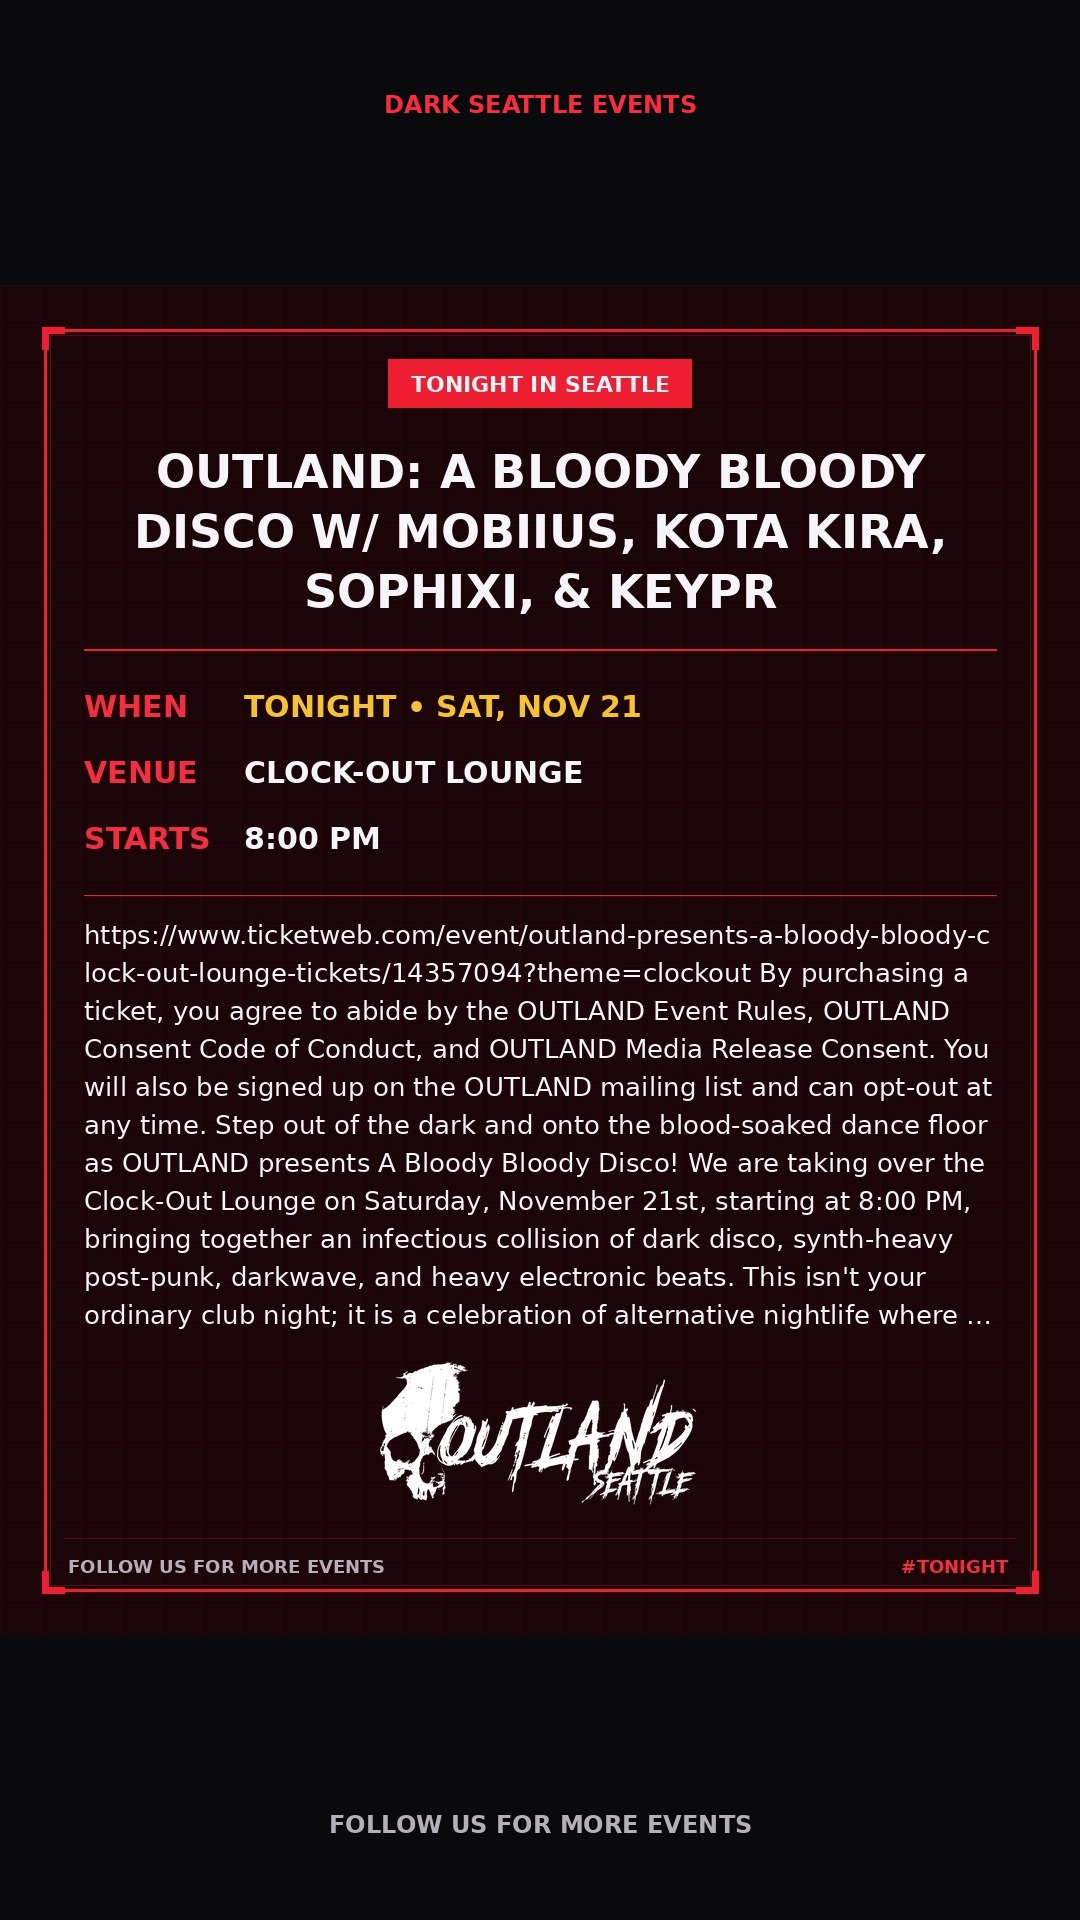 DARK SEATTLE EVENTS
TONIGHT IN SEATTLE
OUTLAND: A BLOODY BLOODY
DISCO W/ MOBIIUS, KOTA KIRA,
SOPHIXI, & KEYPR
WHEN TONIGHT • SAT, NOV 21
VENUE CLOCK-OUT LOUNGE
STARTS 8:00 PM
https://www.ticketweb.com/event/outland-presents-a-bloody-bloody-c
lock-out-lounge-tickets/14357094?theme=clockout By purchasing a
ticket, you agree to abide by the OUTLAND Event Rules, OUTLAND
Consent Code of Conduct, and OUTLAND Media Release Consent. You
will also be signed up on the OUTLAND mailing list and can opt-out at
any time. Step out of the dark and onto the blood-soaked dance floor
as OUTLAND presents A Bloody Bloody Disco! We are taking over the
Clock-Out Lounge on Saturday, November 21st, starting at 8:00 PM,
bringing together an infectious collision of dark disco, synth-heavy
post-punk, darkwave, and heavy electronic beats. This isn't your
ordinary club night; it is a celebration of alternative nightlife where ...
OUTLAND
SEATTLE
FOLLOW US FOR MORE EVENTS #TONIGHT
FOLLOW US FOR MORE EVENTS